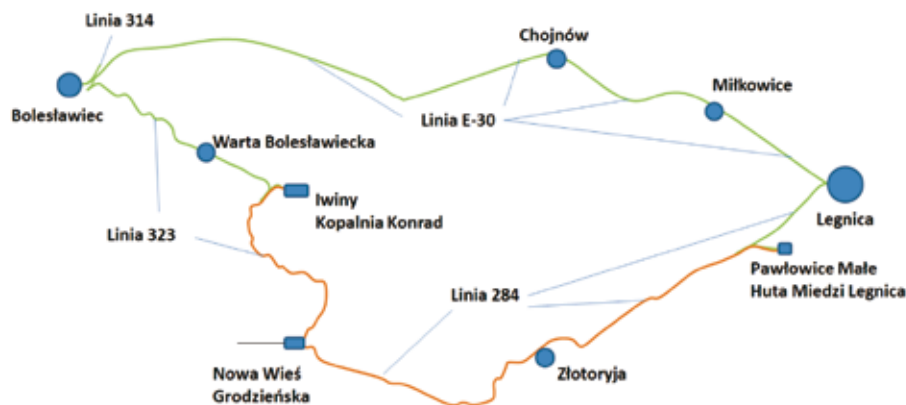 Linia 314
Chojnów
Miłkowice
Bolesławiec
Linia E-30
Warta Bolesławiecka
Iwiny
Kopalnia Konrad
Legnica
Linia 323
Pawłowice Małe
Huta Miedzi Legnica
Linia 284
Nowa Wieś
Grodzieńska
Złotoryja